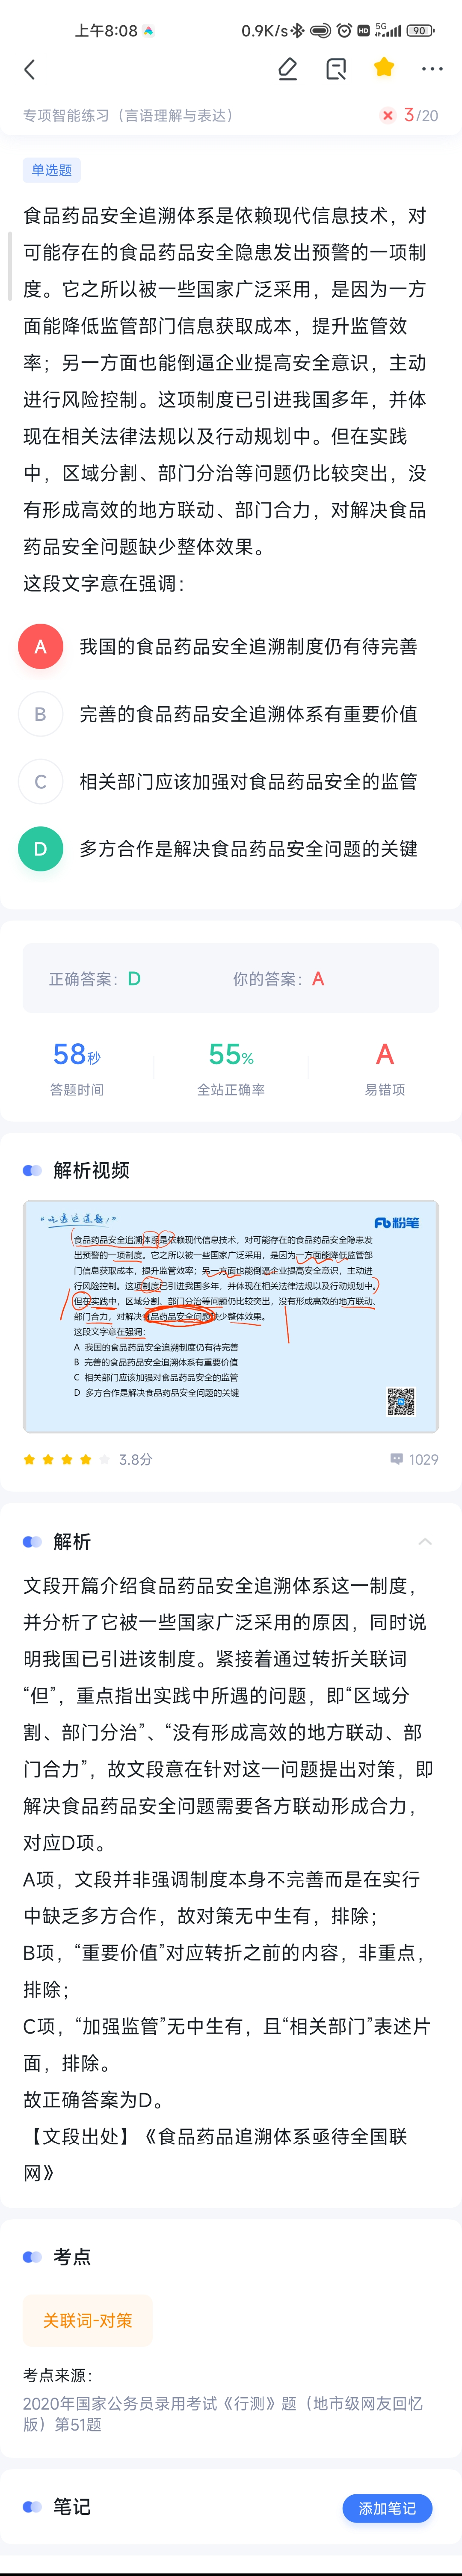 上午8:08
0.9K/s
HD
5G
90
专项智能练习（言语理解与表达）
3/20
单选题
食品药品安全追溯体系是依赖现代信息技术，对
可能存在的食品药品安全隐患发出预警的一项制
度。它之所以被一些国家广泛采用，是因为一方
面能降低监管部门信息获取成本，提升监管效
率；另一方面也能倒逼企业提高安全意识，主动
进行风险控制。这项制度已引进我国多年，并体
现在相关法律法规以及行动规划中。但在实践
中，区域分割、部门分治等问题仍比较突出，没
有形成高效的地方联动、部门合力，对解决食品
药品安全问题缺少整体效果。
这段文字意在强调：
A 我国的食品药品安全追溯制度仍有待完善
B 完善的食品药品安全追溯体系有重要价值
C 相关部门应该加强对食品药品安全的监管
D 多方合作是解决食品药品安全问题的关键
正确答案：D
你的答案：A
58秒
55%
A
答题时间
全站正确率
易错项
解析视频
粉笔
食品药品安全追溯体系是依赖现代信息技术，对可能存在的食品药品安全隐患发
出预警的一项制度。它之所以被一些国家广泛采用，是因为一方面能降低监管部
门信息获取成本，提升监管效率；另一方面也能倒逼企业提高安全意识，主动进
行风险控制。这项制度已引进我国多年，并体现在相关法律法规以及行动规划中。
但在实践中，区域分割、部门分治等问题仍比较突出，没有形成高效的地方联动、
部门合力，对解决食品药品安全问题缺少整体效果。
这段文字意在强调：
A 我国的食品药品安全追溯制度仍有待完善
B 完善的食品药品安全追溯体系有重要价值
C 相关部门应该加强对食品药品安全的监管
D 多方合作是解决食品药品安全问题的关键
3.8分
1029
解析
文段开篇介绍食品药品安全追溯体系这一制度，
并分析了它被一些国家广泛采用的原因，同时说
明我国已引进该制度。紧接着通过转折关联词
“但”，重点指出实践中所遇的问题，即“区域分
割、部门分治”、“没有形成高效的地方联动、部
门合力”，故文段意在针对这一问题提出对策，即
解决食品药品安全问题需要各方联动形成合力，
对应D项。
A项，文段并非强调制度本身不完善而是在实行
中缺乏多方合作，故对策无中生有，排除；
B项，“重要价值”对应转折之前的内容，非重点，
排除；
C项，“加强监管”无中生有，且“相关部门”表述片
面，排除。
故正确答案为D。
【文段出处】《食品药品追溯体系亟待全国联
网》
考点
关联词-对策
考点来源：
2020年国家公务员录用考试《行测》题（地市级网友回忆
版）第51题
笔记
添加笔记